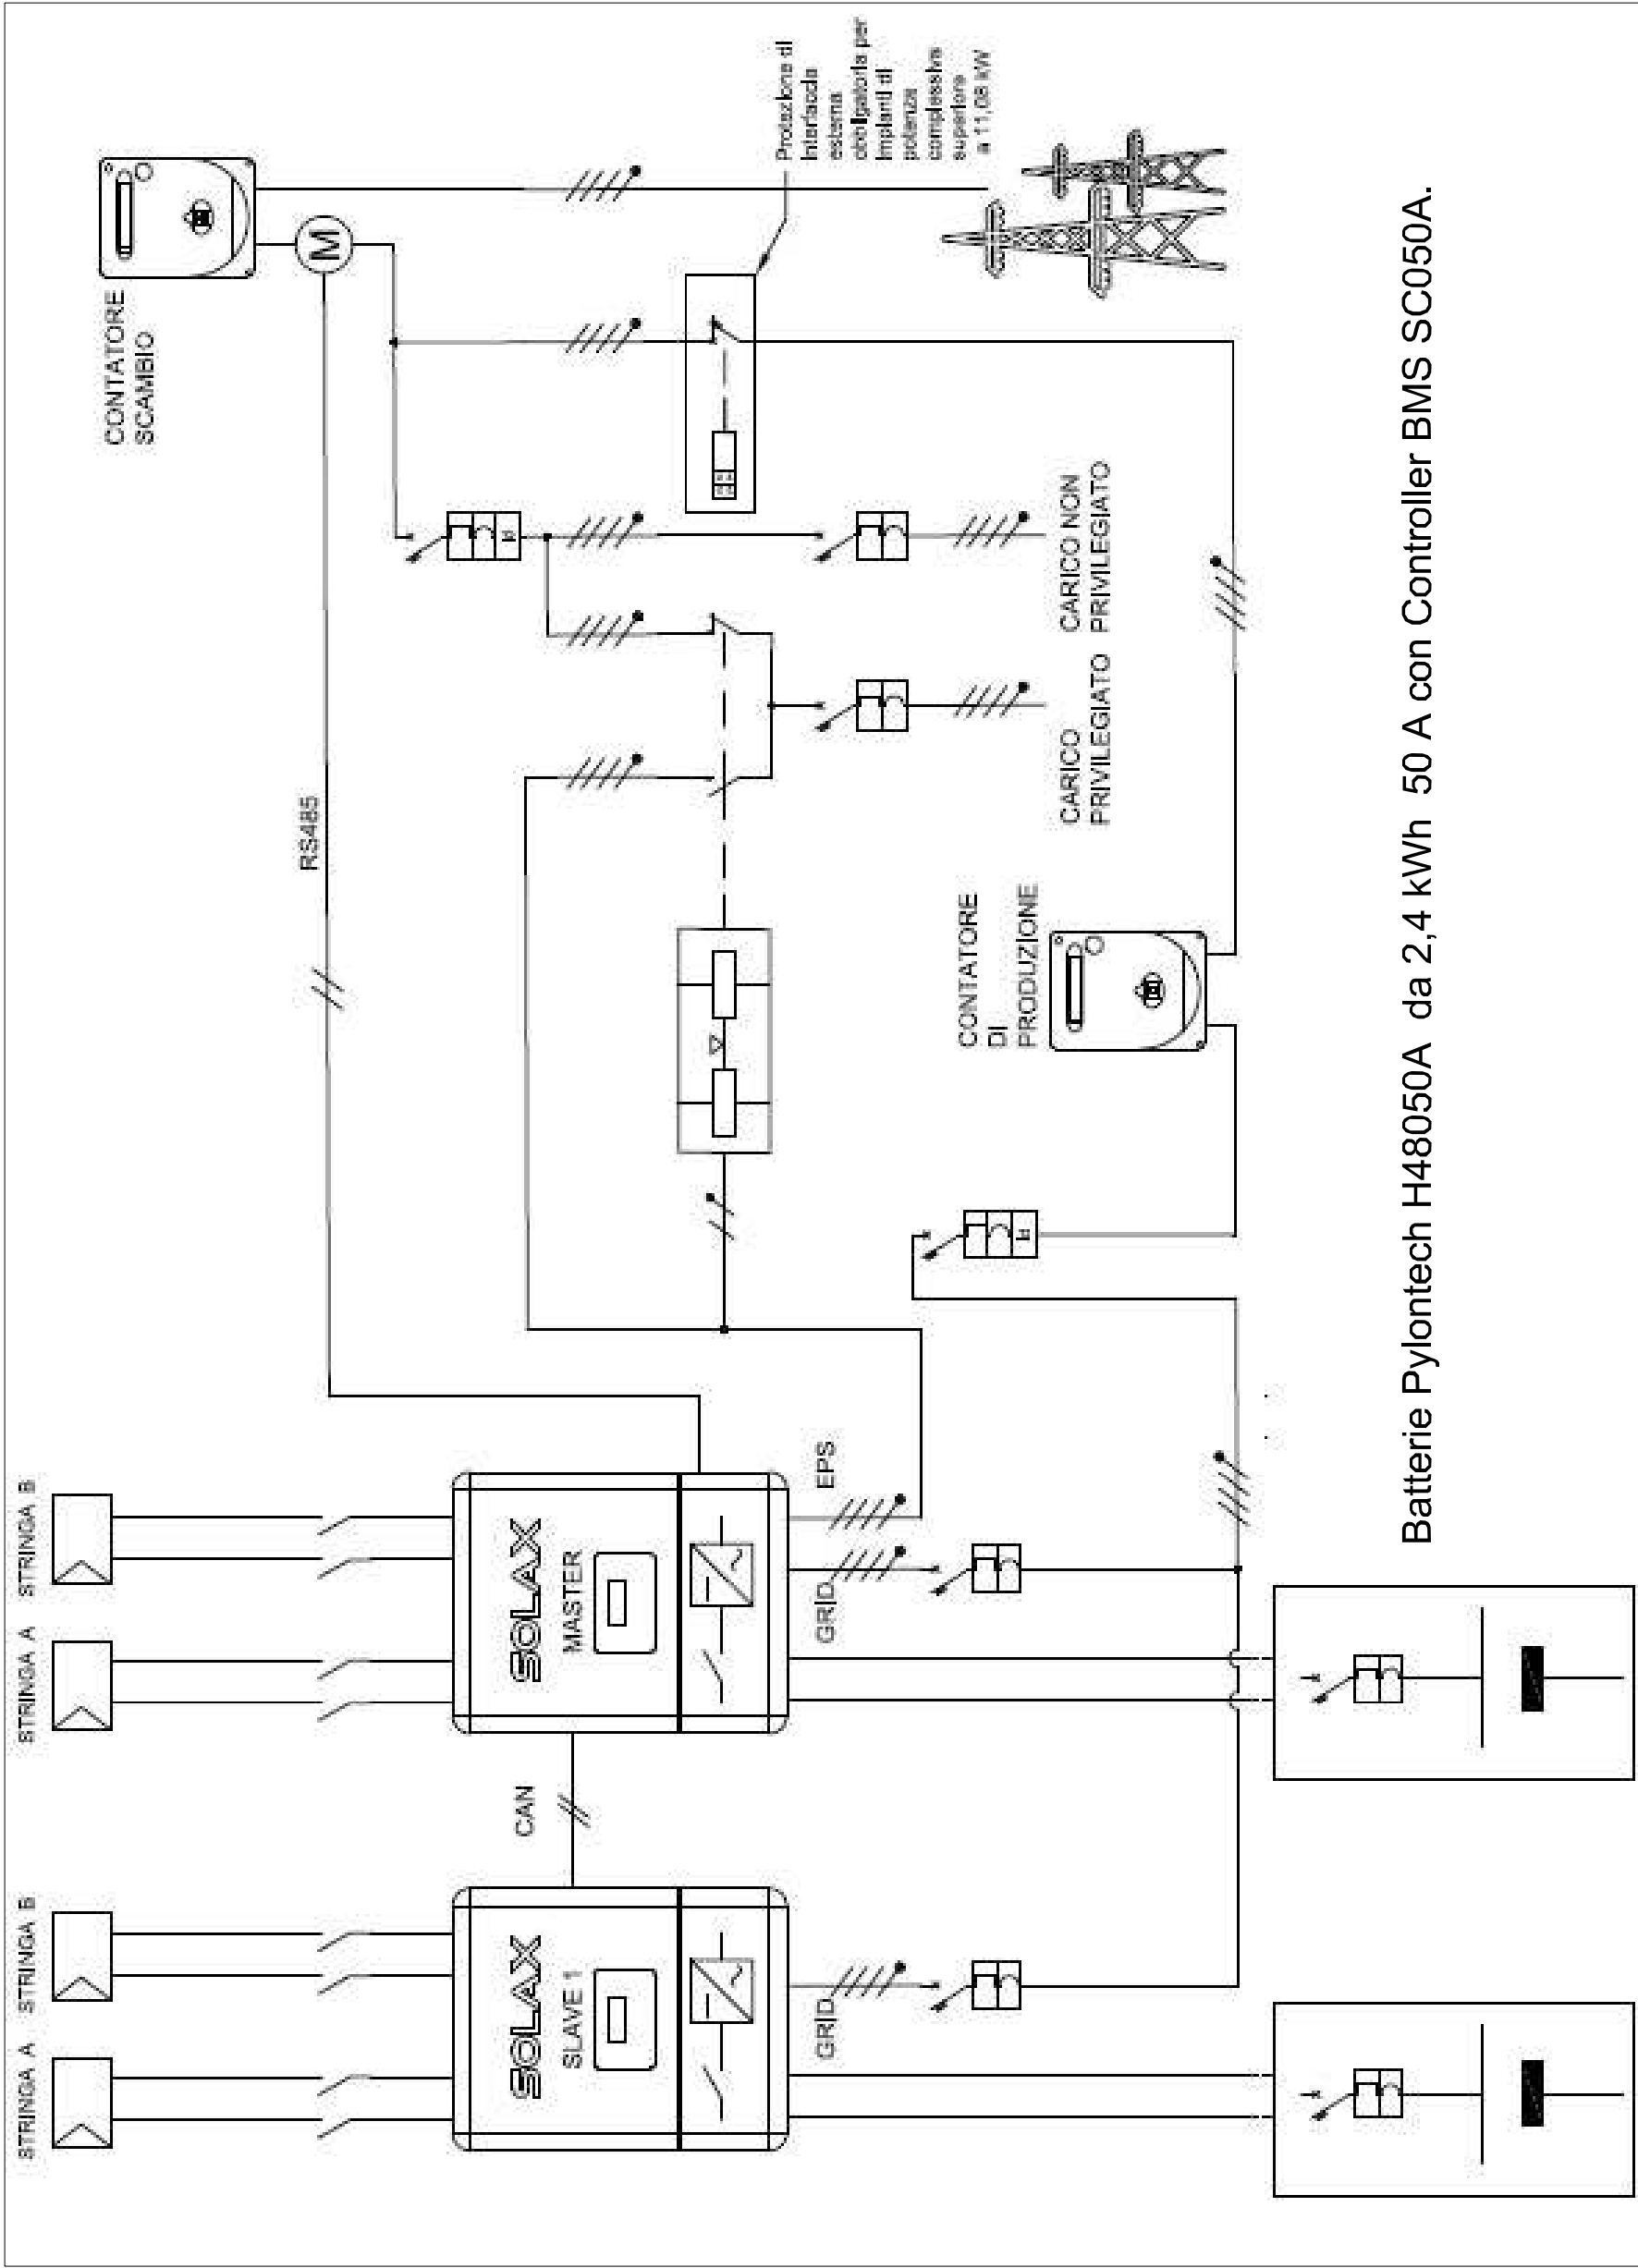 STRINGA A
STRINGA B
STRINGA A
STRINGA B
SOLAX
SLAVE 1
CAN
SOLAX
MASTER
RS485
CONTATORE
SCAMBIO
M
GRID
GRID
EPS
Id
Id
CONTATORE
DI
PRODUZIONE
CARICO
PRIVILEGIATO
CARICO NON
PRIVILEGIATO
Protezione di
interfaccia
esterna
obbligatoria per
impianti di
potenza
complessiva
superiore
a 11,08 kW
Batterie Pylontech H48050A da 2,4 kWh 50 A con Controller BMS SC050A.